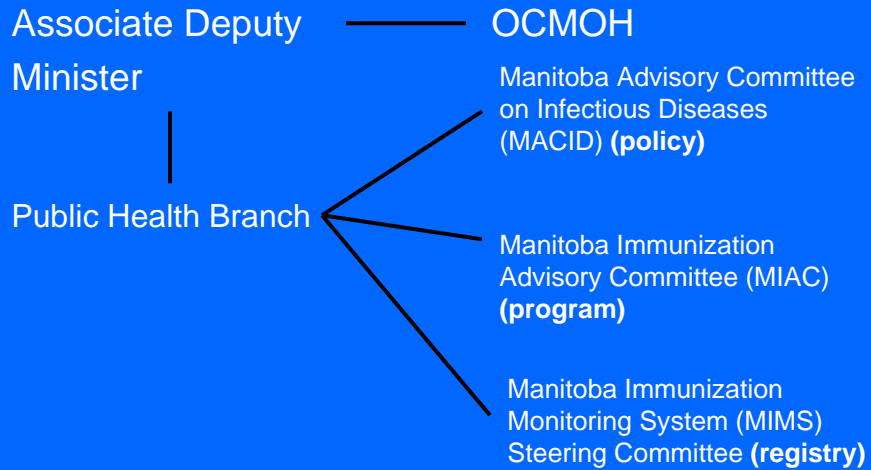 Associate Deputy
Minister
OCMOH
Manitoba Advisory Committee
on Infectious Diseases
(MACID) (policy)
Public Health Branch
Manitoba Immunization
Advisory Committee (MIAC)
(program)
Manitoba Immunization
Monitoring System (MIMS)
Steering Committee (registry)